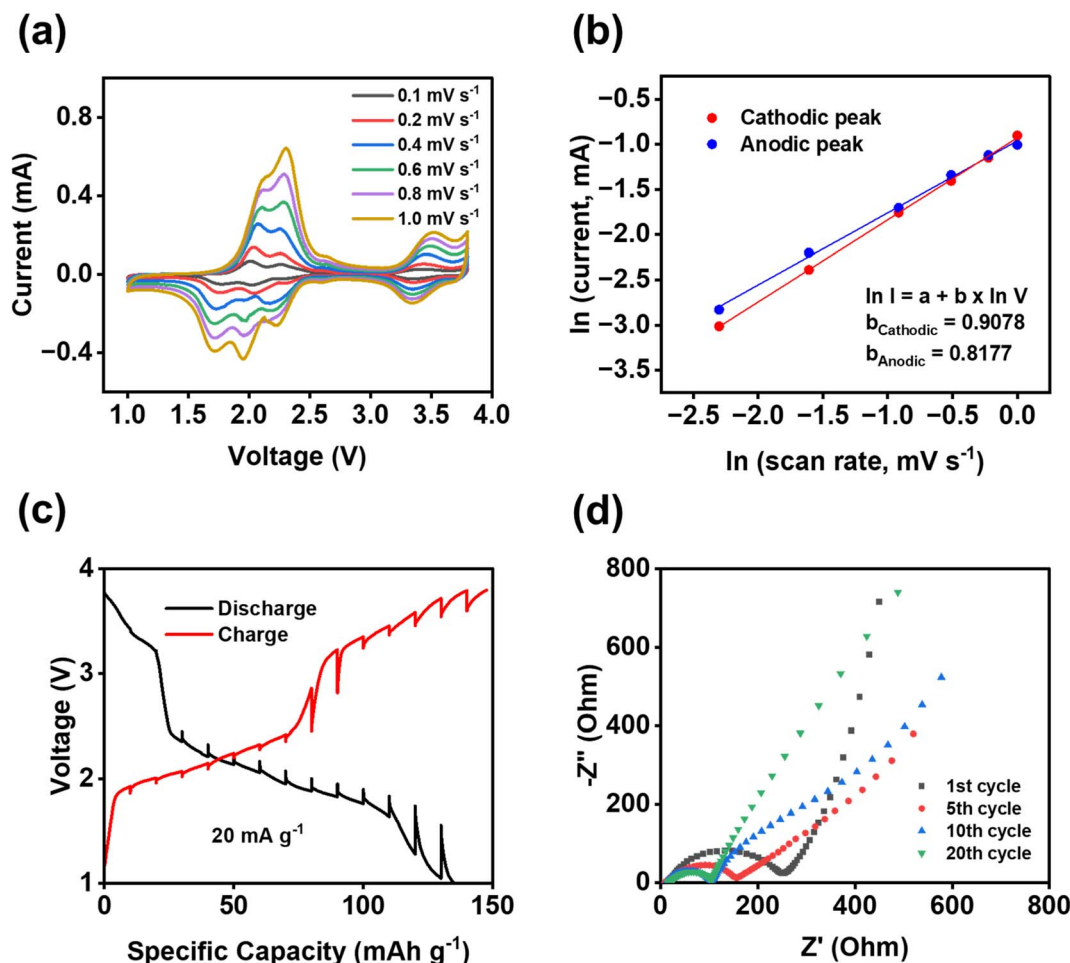 (a)
0.8
0.4
0.0
−0.4
Current (mA)
0.1 mV s⁻¹
0.2 mV s⁻¹
0.4 mV s⁻¹
0.6 mV s⁻¹
0.8 mV s⁻¹
1.0 mV s⁻¹
1.0 1.5 2.0 2.5 3.0 3.5 4.0
Voltage (V)
(b)
−0.5
−1.0
−1.5
−2.0
−2.5
−3.0
−3.5
ln (current, mA)
Cathodic peak
Anodic peak
ln I = a + b x ln V
b_Cathodic = 0.9078
b_Anodic = 0.8177
−2.5 −2.0 −1.5 −1.0 −0.5 0.0
ln (scan rate, mV s⁻¹)
(c)
4
3
2
1
Voltage (V)
Discharge
Charge
20 mA g⁻¹
0 50 100 150
Specific Capacity (mAh g⁻¹)
(d)
800
600
400
200
0
-Z'' (Ohm)
1st cycle
5th cycle
10th cycle
20th cycle
0 200 400 600 800
Z' (Ohm)